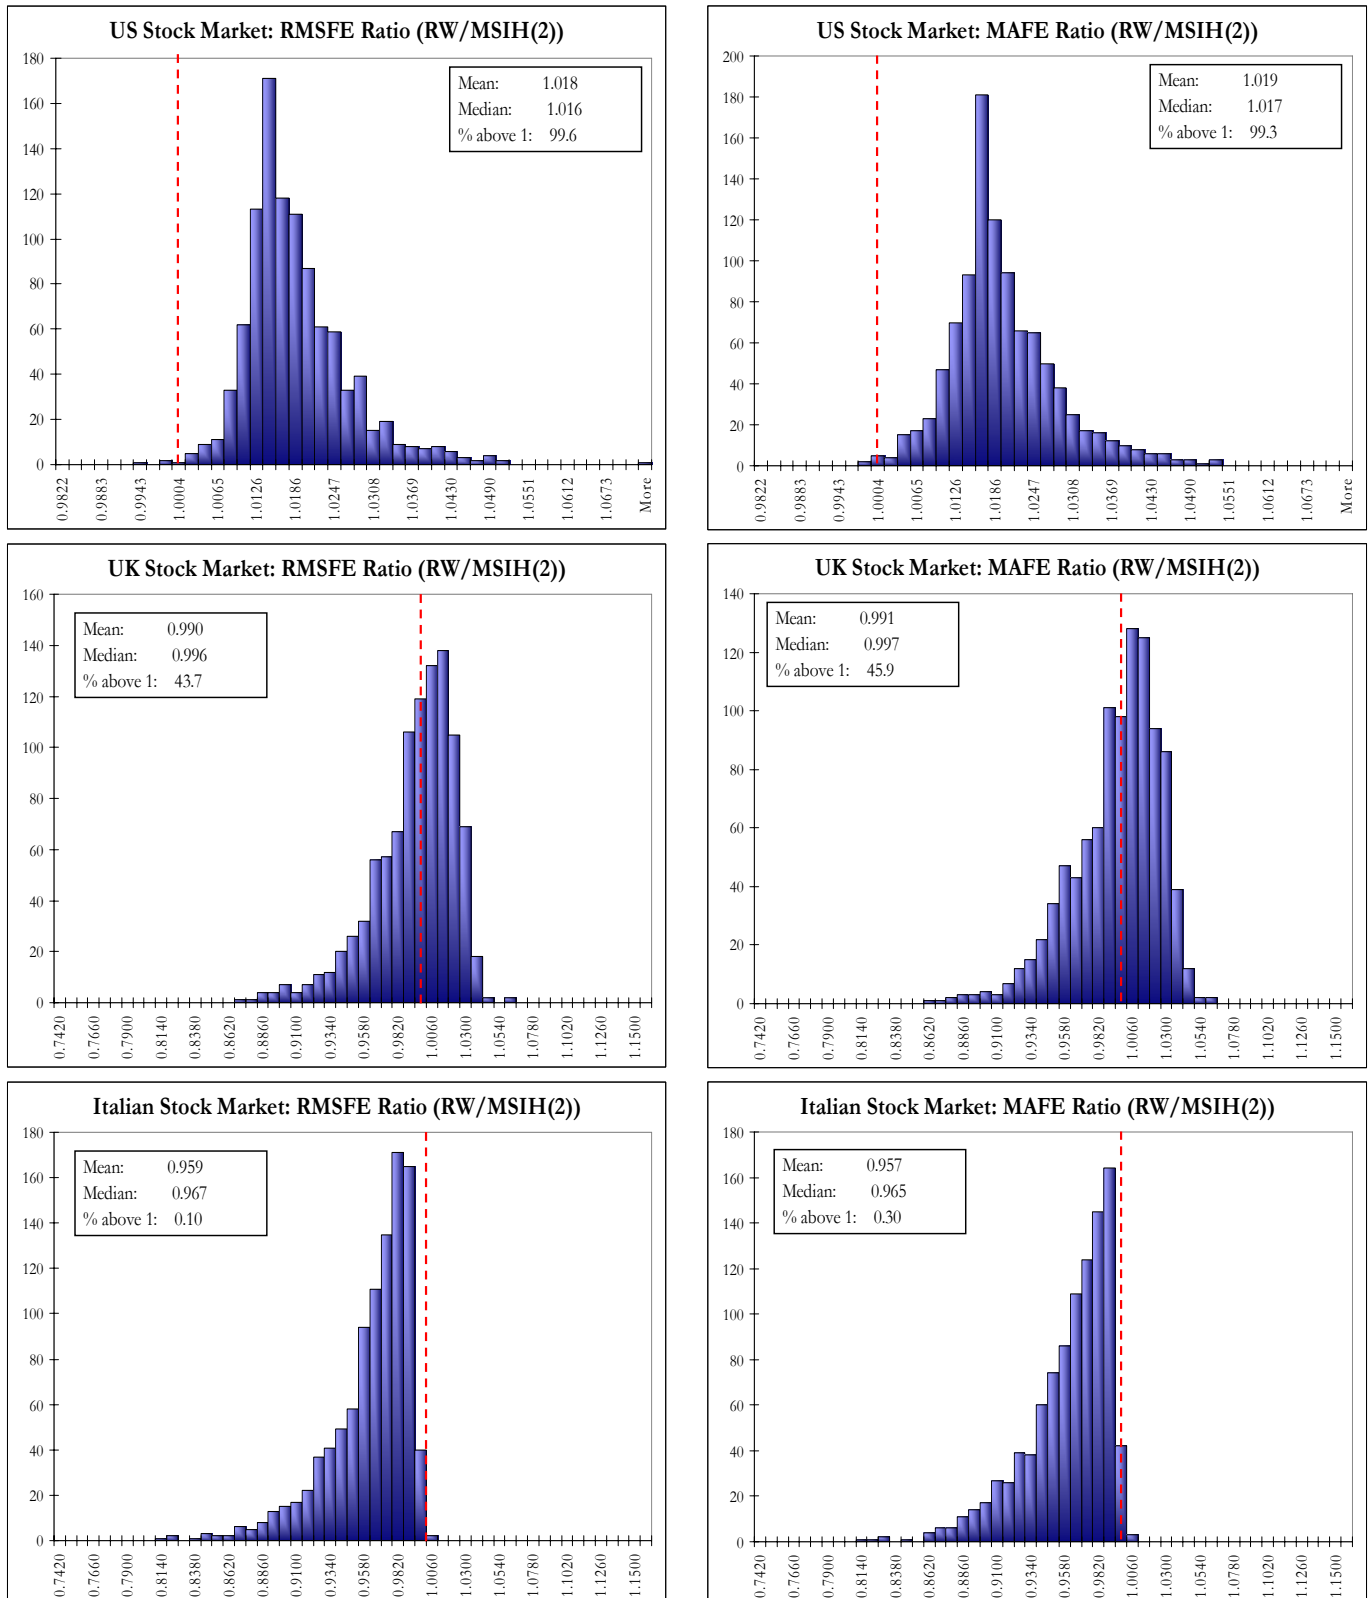 US Stock Market: RMSFE Ratio (RW/MSIH(2))
180
160
140
120
100
80
60
40
20
0
Mean: 1.018
Median: 1.016
% above 1: 99.6
0.9822 0.9883 0.9943 1.0004 1.0065 1.0126 1.0186 1.0247 1.0308 1.0369 1.0430 1.0490 1.0551 1.0612 1.0673 More
US Stock Market: MAFE Ratio (RW/MSIH(2))
200
180
160
140
120
100
80
60
40
20
0
Mean: 1.019
Median: 1.017
% above 1: 99.3
0.9822 0.9883 0.9943 1.0004 1.0065 1.0126 1.0186 1.0247 1.0308 1.0369 1.0430 1.0490 1.0551 1.0612 1.0673 More
UK Stock Market: RMSFE Ratio (RW/MSIH(2))
160
140
120
100
80
60
40
20
0
Mean: 0.990
Median: 0.996
% above 1: 43.7
0.7420 0.7660 0.7900 0.8140 0.8380 0.8620 0.8860 0.9100 0.9340 0.9580 0.9820 1.0060 1.0300 1.0540 1.0780 1.1020 1.1260 1.1500
UK Stock Market: MAFE Ratio (RW/MSIH(2))
140
120
100
80
60
40
20
0
Mean: 0.991
Median: 0.997
% above 1: 45.9
0.7420 0.7660 0.7900 0.8140 0.8380 0.8620 0.8860 0.9100 0.9340 0.9580 0.9820 1.0060 1.0300 1.0540 1.0780 1.1020 1.1260 1.1500
Italian Stock Market: RMSFE Ratio (RW/MSIH(2))
180
160
140
120
100
80
60
40
20
0
Mean: 0.959
Median: 0.967
% above 1: 0.10
0.7420 0.7660 0.7900 0.8140 0.8380 0.8620 0.8860 0.9100 0.9340 0.9580 0.9820 1.0060 1.0300 1.0540 1.0780 1.1020 1.1260 1.1500
Italian Stock Market: MAFE Ratio (RW/MSIH(2))
180
160
140
120
100
80
60
40
20
0
Mean: 0.957
Median: 0.965
% above 1: 0.30
0.7420 0.7660 0.7900 0.8140 0.8380 0.8620 0.8860 0.9100 0.9340 0.9580 0.9820 1.0060 1.0300 1.0540 1.0780 1.1020 1.1260 1.1500